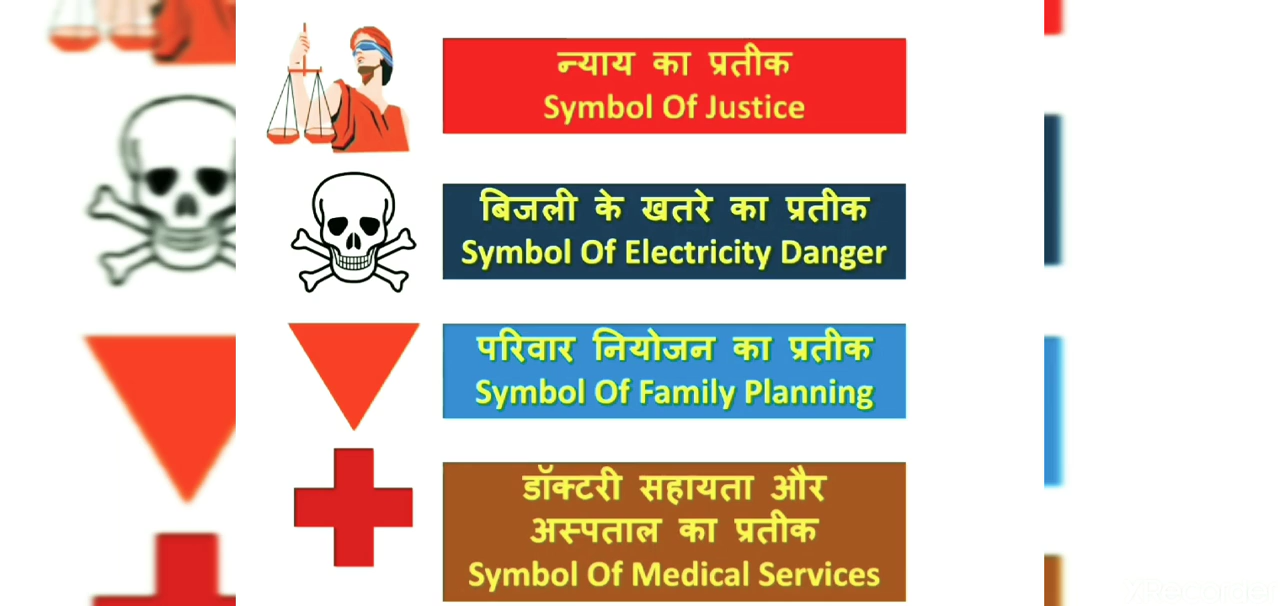 न्याय का प्रतीक
Symbol Of Justice
बिजली के खतरे का प्रतीक
Symbol Of Electricity Danger
परिवार नियोजन का प्रतीक
Symbol Of Family Planning
डॉक्टरी सहायता और
अस्पताल का प्रतीक
Symbol Of Medical Services